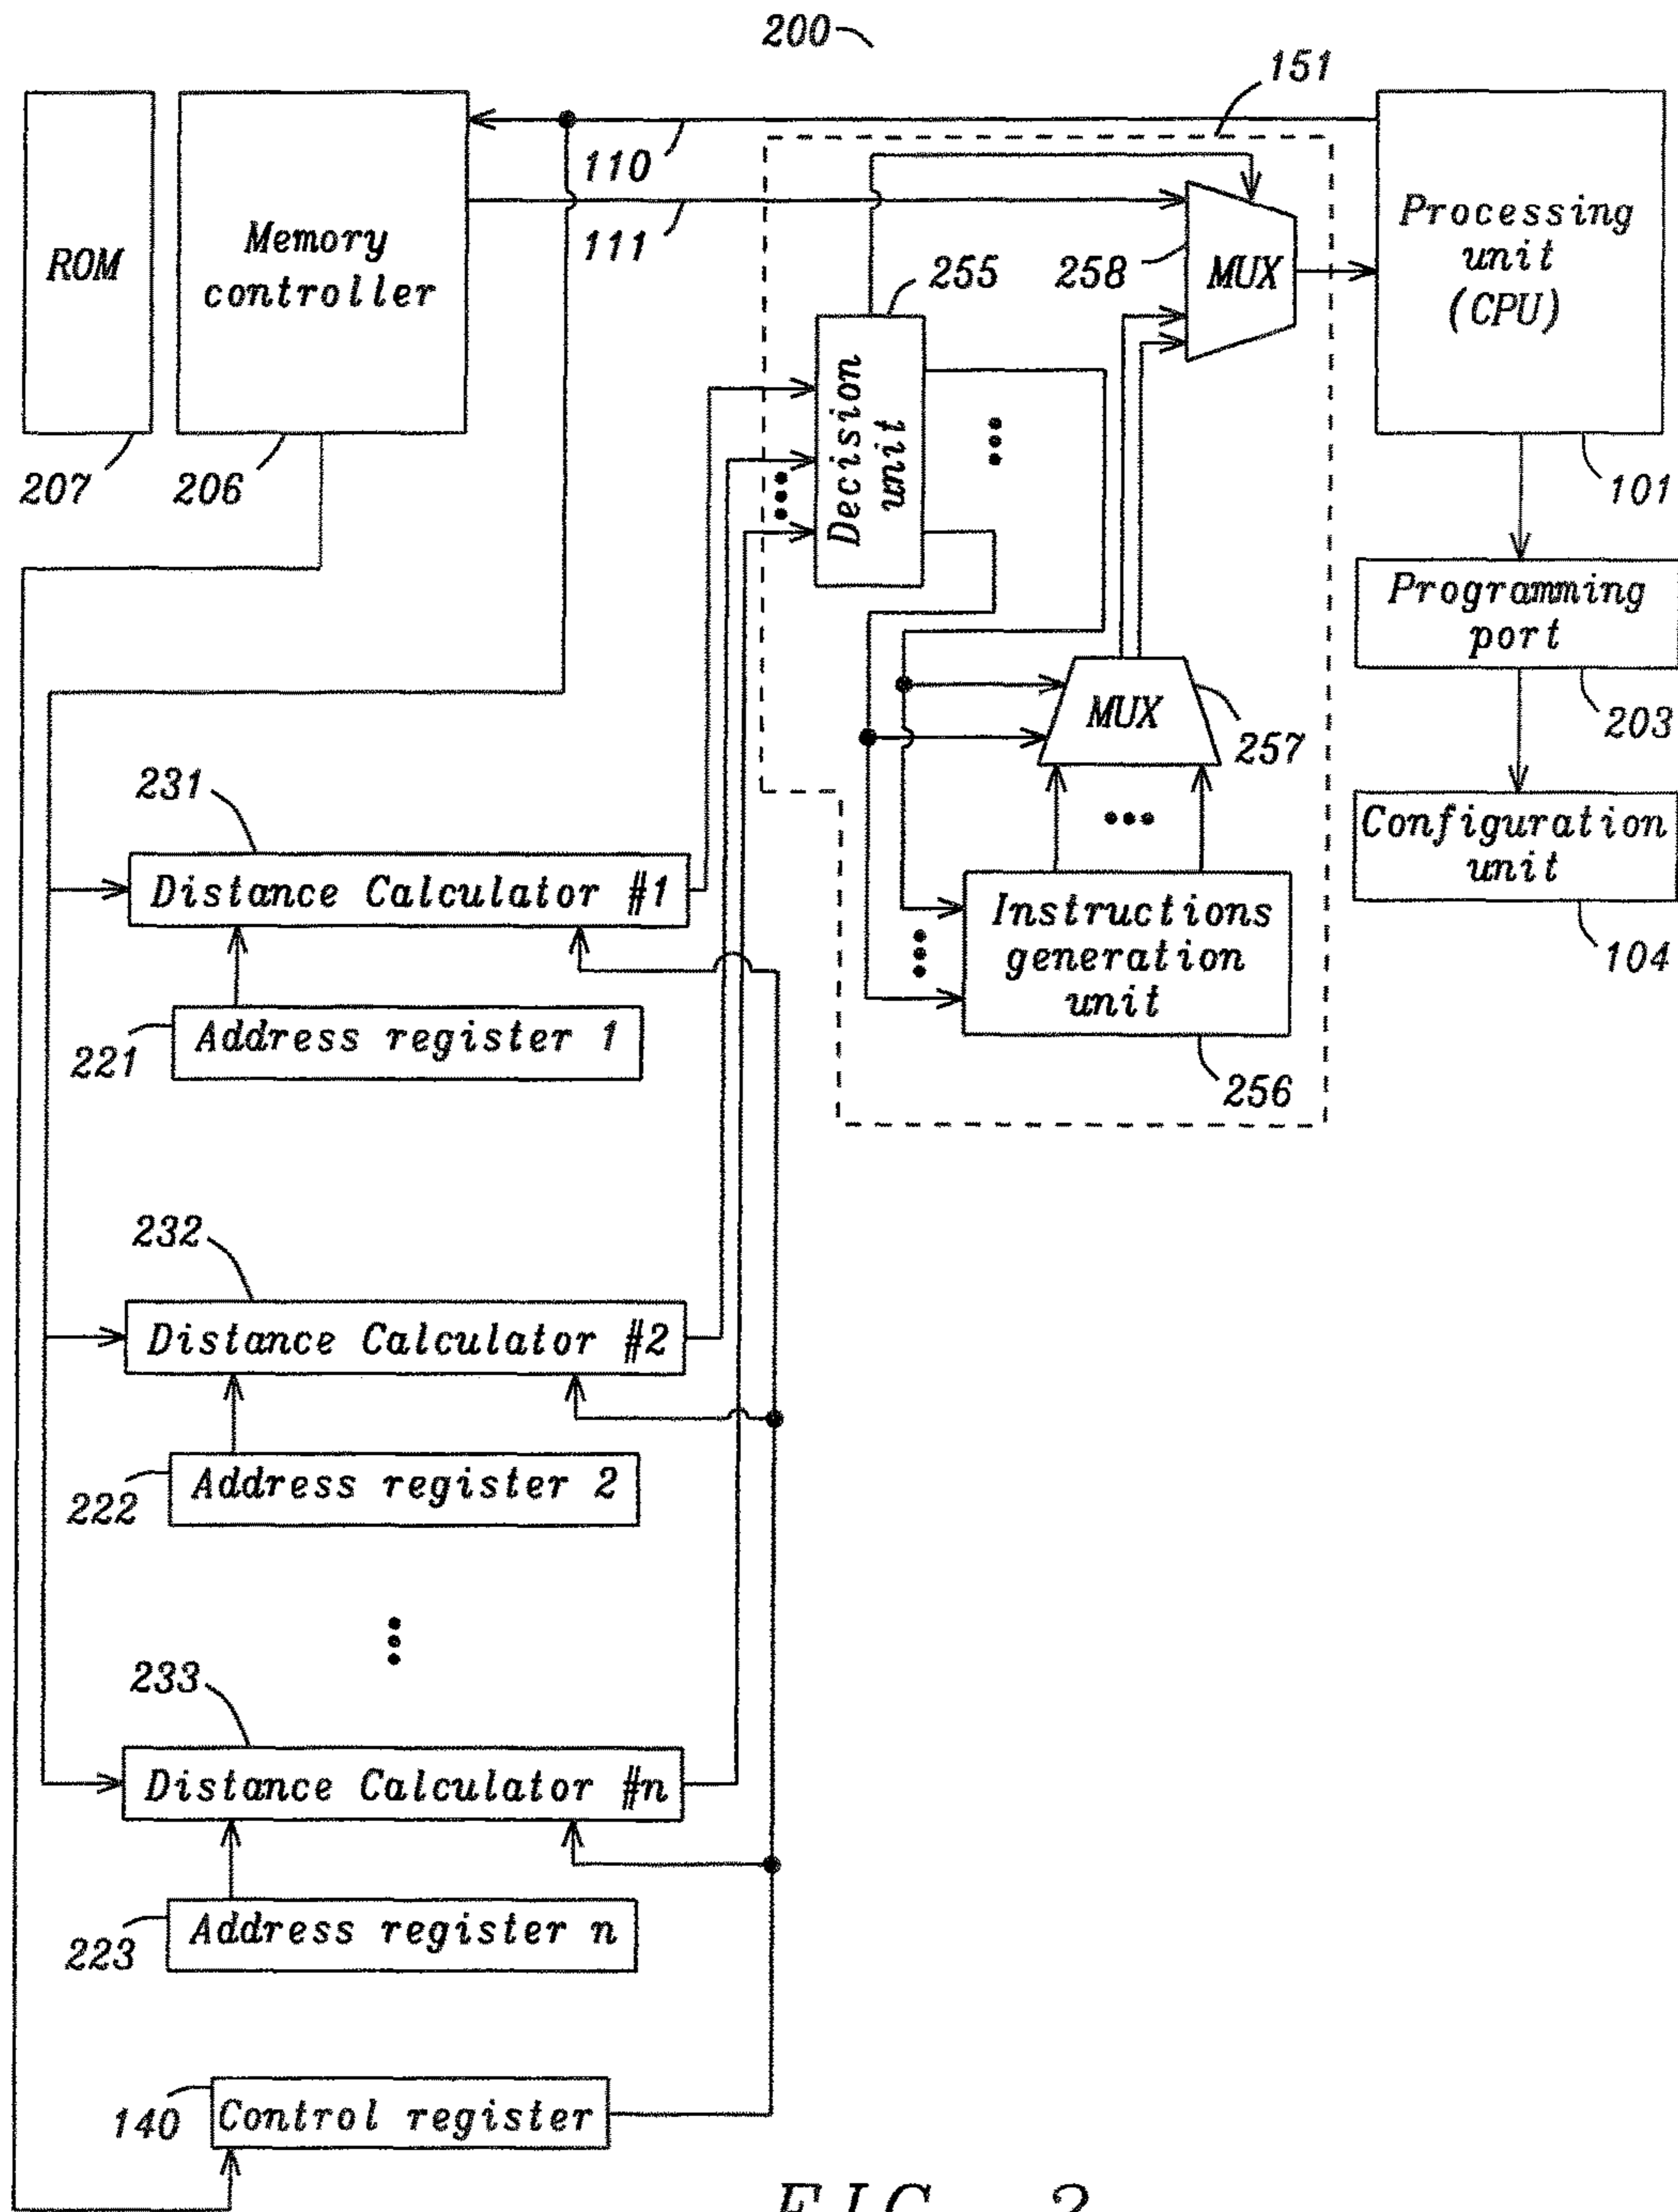 200
151
110
111
ROM
Memory
controller
Processing
unit
(CPU)
258
MUX
255
Decision
unit
207
206
101
Programming
port
203
MUX
257
Configuration
unit
104
231
Distance Calculator #1
Instructions
generation
unit
256
Address register 1
221
232
Distance Calculator #2
Address register 2
222
233
Distance Calculator #n
Address register n
223
140
Control register
FIG. 2